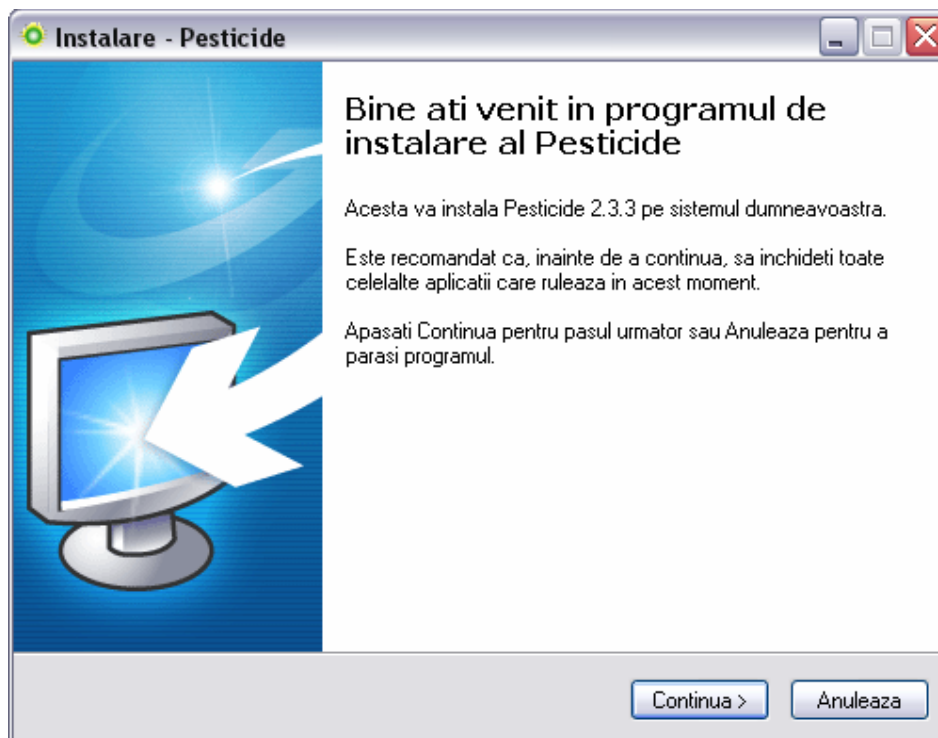 Instalare - Pesticide
Bine ati venit in programul de
instalare al Pesticide
Acesta va instala Pesticide 2.3.3 pe sistemul dumneavoastra.
Este recomandat ca, inainte de a continua, sa inchideti toate
celelalte aplicatii care ruleaza in acest moment.
Apasati Continua pentru pasul urmator sau Anuleaza pentru a
parasi programul.
Continua >
Anuleaza